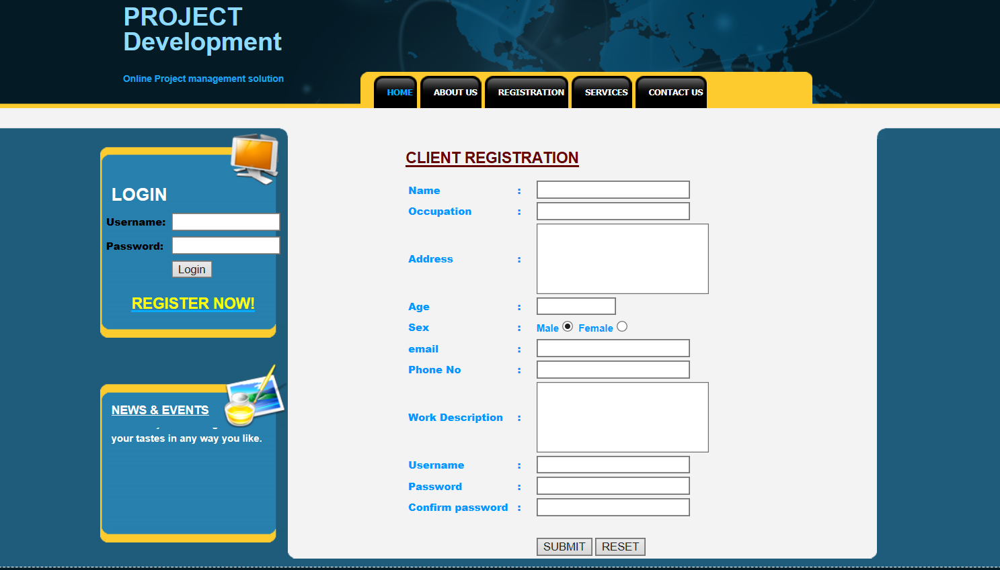 PROJECT
Development
Online Project management solution
HOME ABOUT US REGISTRATION SERVICES CONTACT US
LOGIN
Username:
Password:
Login
REGISTER NOW!
NEWS & EVENTS
your tastes in any way you like.
CLIENT REGISTRATION
Name :
Occupation :
Address :
Age :
Sex : Male Female
email :
Phone No :
Work Description :
Username :
Password :
Confirm password :
SUBMIT RESET